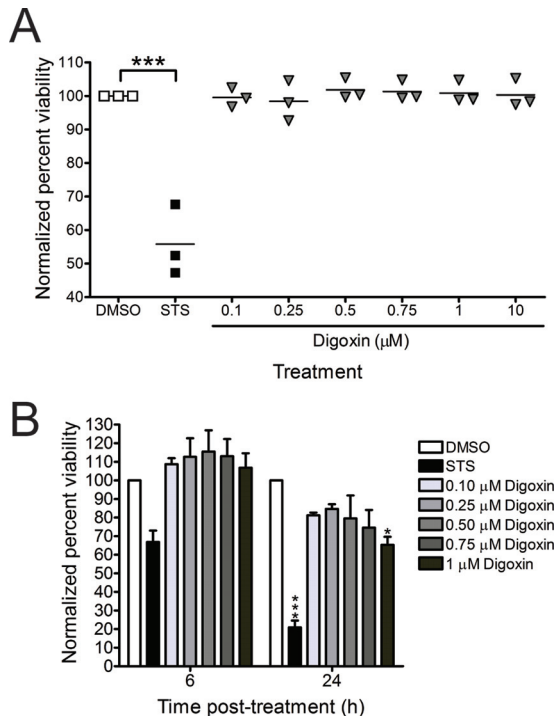 A
***
Normalized percent viability
110
100
90
80
70
60
50
40
DMSO STS 0.1 0.25 0.5 0.75 1 10
Digoxin (μM)
Treatment
B
Normalized percent viability
130
120
110
100
90
80
70
60
50
40
30
20
10
0
***
*
6 24
Time post-treatment (h)
DMSO
STS
0.10 μM Digoxin
0.25 μM Digoxin
0.50 μM Digoxin
0.75 μM Digoxin
1 μM Digoxin